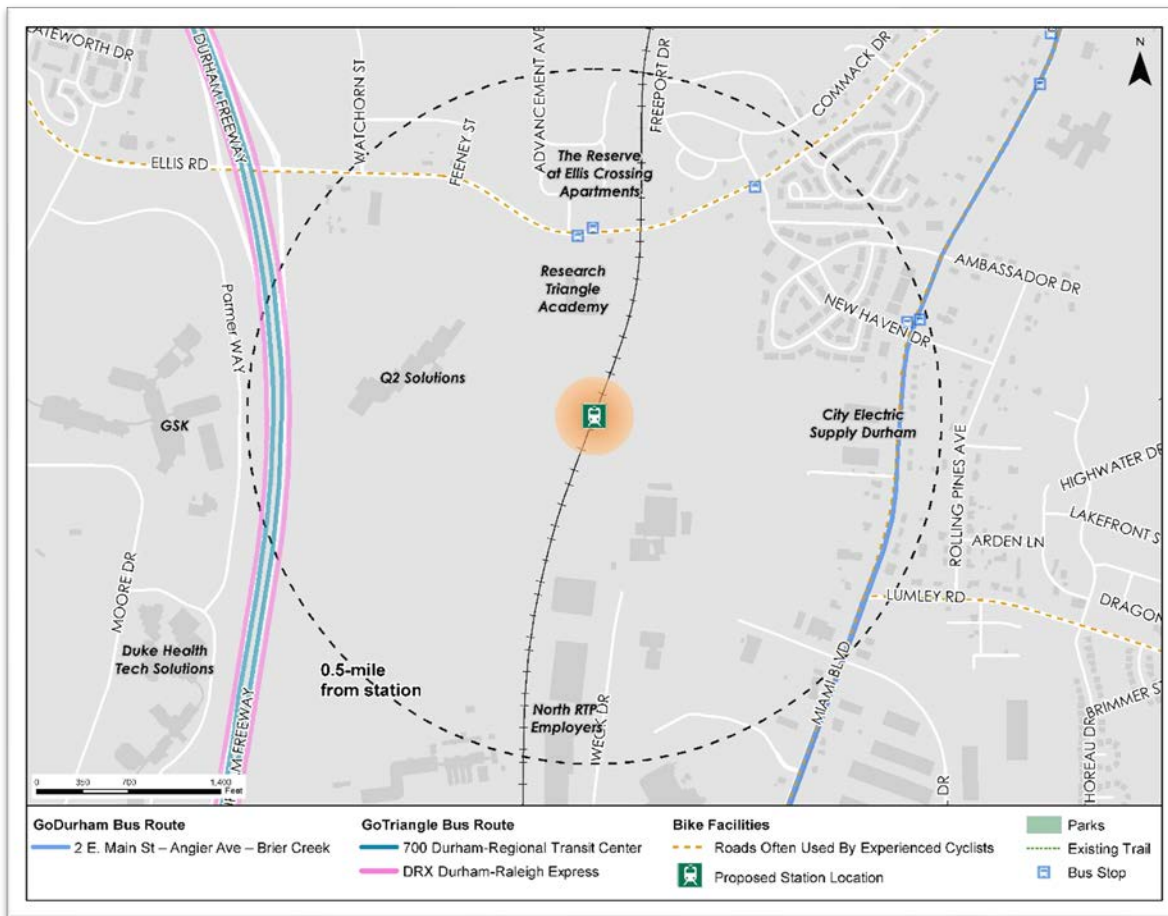 ATEWORTH DR
DURHAM FREEWAY
WATCHORN ST
ADVANCEMENT AVE
FREEPORT DR
COMMACK DR
N
ELLIS RD
FEENEY ST
The Reserve
at Ellis Crossing
Apartments
Research
Triangle
Academy
AMBASSADOR DR
NEW HAVEN DR
Parmer WAY
Q2 Solutions
GSK
City Electric
Supply Durham
HIGHWATER DR
LAKEFRONT S
ROLLING PINES AVE
ARDEN LN
MOORE DR
LUMLEY RD
DRAGON
Duke Health
Tech Solutions
0.5-mile
from station
MIAMI BLVD
BRIMMER ST
North RTP
Employers
WECK DR
M FREEWAY
THOREAU DR
DR
0 350 700 1,400
Feet
GoDurham Bus Route
2 E. Main St – Angier Ave – Brier Creek
GoTriangle Bus Route
700 Durham-Regional Transit Center
DRX Durham-Raleigh Express
Bike Facilities
Roads Often Used By Experienced Cyclists
Proposed Station Location
Parks
Existing Trail
Bus Stop